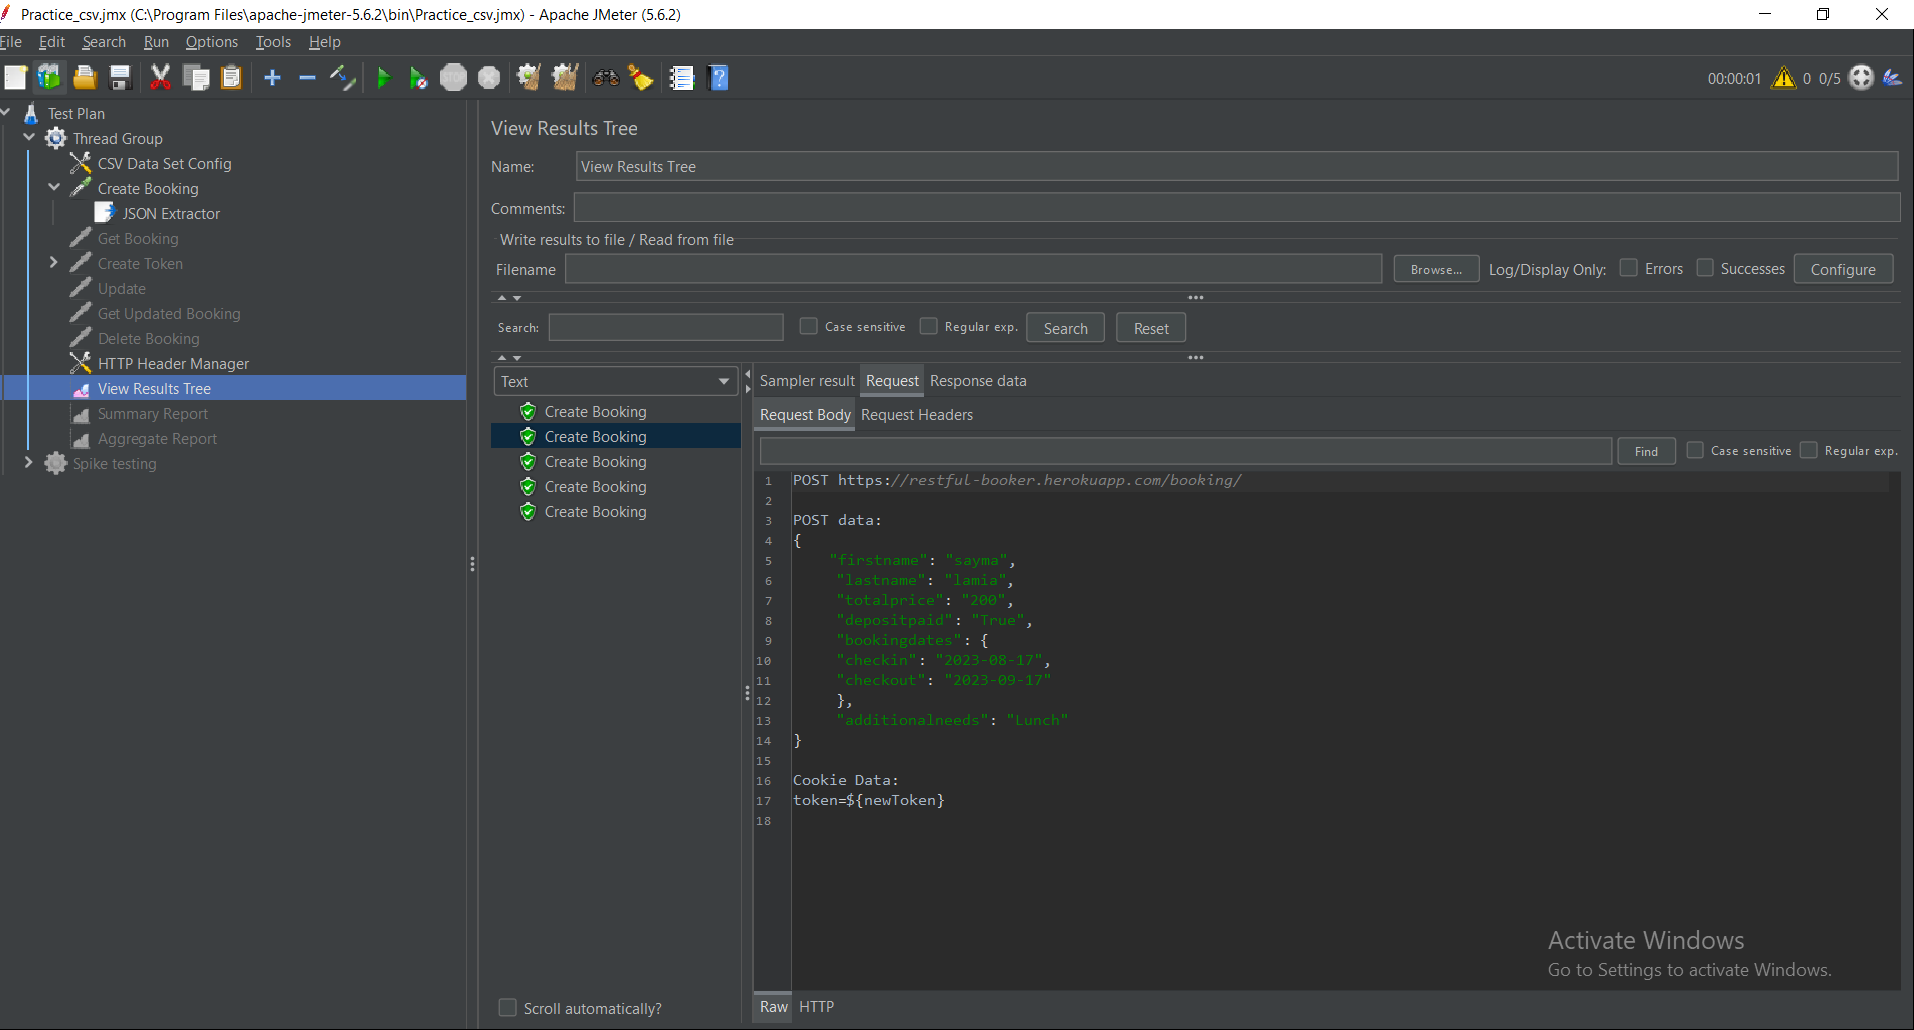 Practice_csv.jmx (C:\Program Files\apache-jmeter-5.6.2\bin\Practice_csv.jmx) - Apache JMeter (5.6.2)
File Edit Search Run Options Tools Help
STOP
00:00:01 0 0/5
Test Plan
Thread Group
CSV Data Set Config
Create Booking
JSON Extractor
Get Booking
Create Token
Update
Get Updated Booking
Delete Booking
HTTP Header Manager
View Results Tree
Summary Report
Aggregate Report
Spike testing
View Results Tree
Name: View Results Tree
Comments:
Write results to file / Read from file
Filename Browse... Log/Display Only: Errors Successes Configure
Search: Case sensitive Regular exp. Search Reset
Text
Create Booking
Create Booking
Create Booking
Create Booking
Create Booking
Scroll automatically?
Sampler result Request Response data
Request Body Request Headers
Find Case sensitive Regular exp.
1 POST https://restful-booker.herokuapp.com/booking/
2
3 POST data:
4 {
5 "firstname": "sayma",
6 "lastname": "lamia",
7 "totalprice": "200",
8 "depositpaid": "True",
9 "bookingdates": {
10 "checkin": "2023-08-17",
11 "checkout": "2023-09-17"
12 },
13 "additionalneeds": "Lunch"
14 }
15
16 Cookie Data:
17 token=${newToken}
18
Raw HTTP
Activate Windows
Go to Settings to activate Windows.